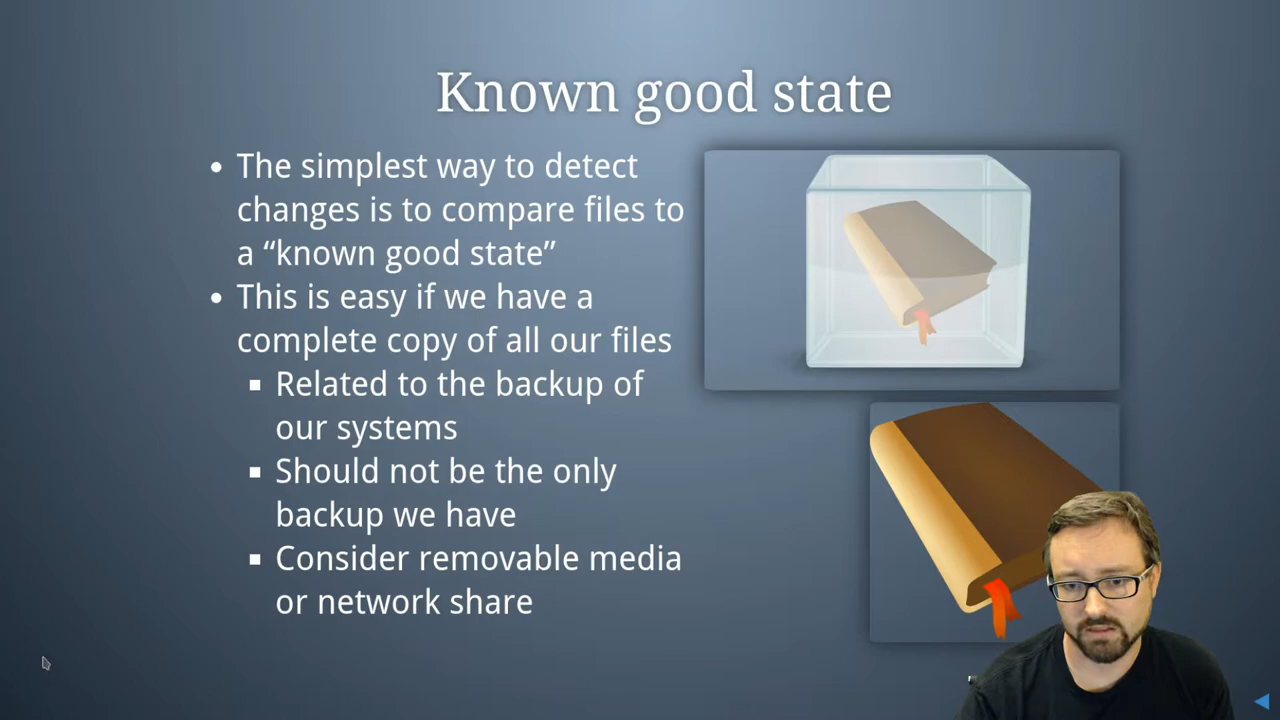 Known good state
• The simplest way to detect
changes is to compare files to
a “known good state”
• This is easy if we have a
complete copy of all our files
▪ Related to the backup of
our systems
▪ Should not be the only
backup we have
▪ Consider removable media
or network share